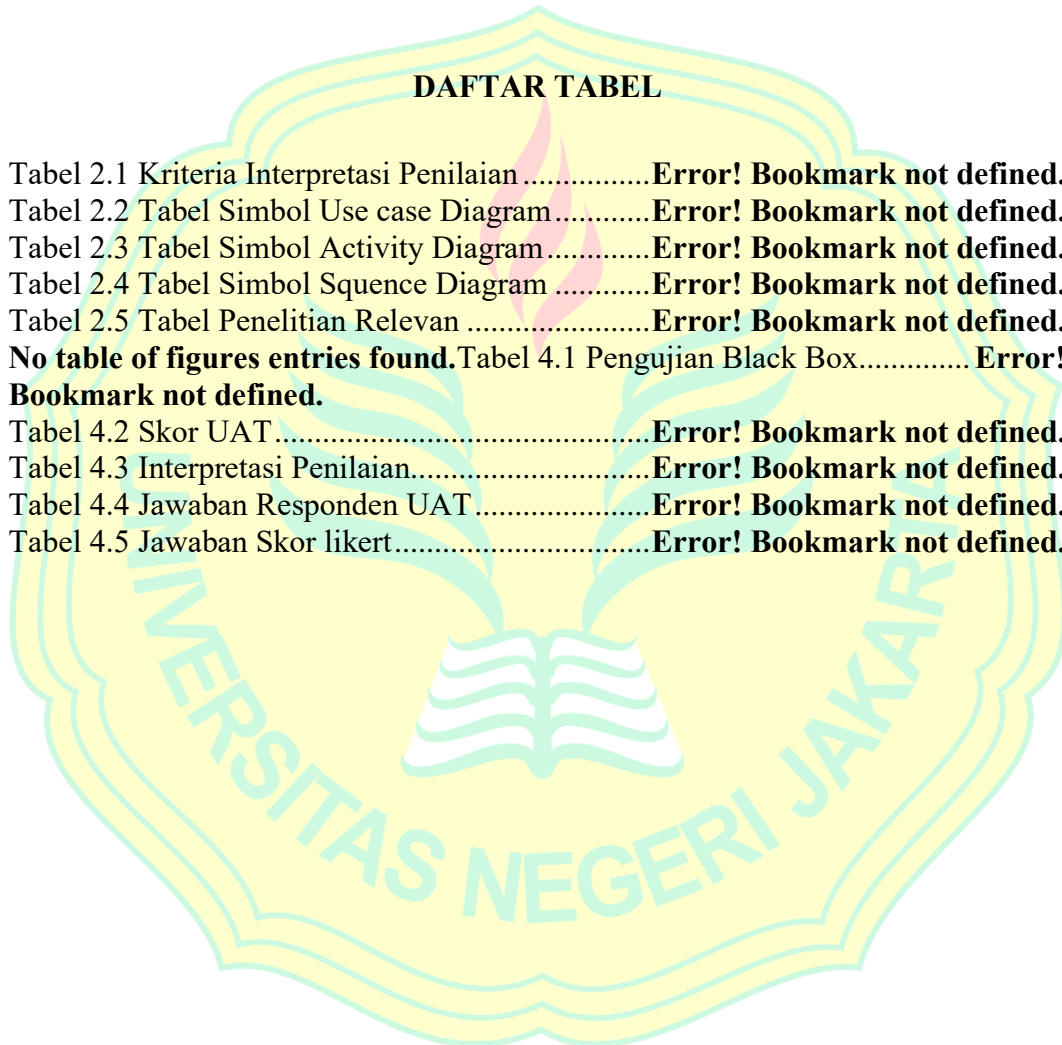 DAFTAR TABEL
Tabel 2.1 Kriteria Interpretasi Penilaian................Error! Bookmark not defined.
Tabel 2.2 Tabel Simbol Use case Diagram............Error! Bookmark not defined.
Tabel 2.3 Tabel Simbol Activity Diagram.............Error! Bookmark not defined.
Tabel 2.4 Tabel Simbol Squence Diagram ............Error! Bookmark not defined.
Tabel 2.5 Tabel Penelitian Relevan .......................Error! Bookmark not defined.
No table of figures entries found.Tabel 4.1 Pengujian Black Box.............. Error!
Bookmark not defined.
Tabel 4.2 Skor UAT...............................................Error! Bookmark not defined.
Tabel 4.3 Interpretasi Penilaian..............................Error! Bookmark not defined.
Tabel 4.4 Jawaban Responden UAT......................Error! Bookmark not defined.
Tabel 4.5 Jawaban Skor likert................................Error! Bookmark not defined.
UNIVERSITAS NEGERI JAKARTA